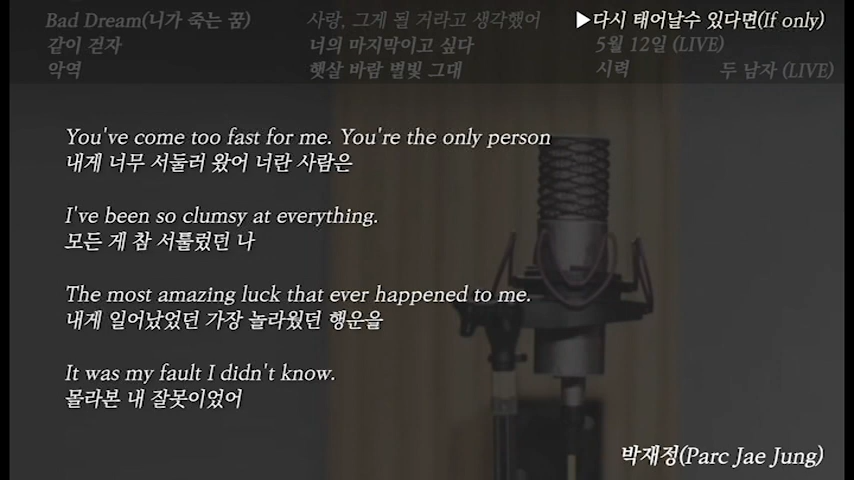 Bad Dream(니가 죽는 꿈)
사랑, 그게 될 거라고 생각했어
▶다시 태어날수 있다면(If only)
같이 걷자
너의 마지막이고 싶다
5월 12일 (LIVE)
악역
햇살 바람 별빛 그대
시력
두 남자 (LIVE)
You've come too fast for me. You're the only person
내게 너무 서둘러 왔어 너란 사람은
I've been so clumsy at everything.
모든 게 참 서툴렀던 나
The most amazing luck that ever happened to me.
내게 일어났었던 가장 놀라웠던 행운을
It was my fault I didn't know.
몰라본 내 잘못이었어
박재정(Parc Jae Jung)